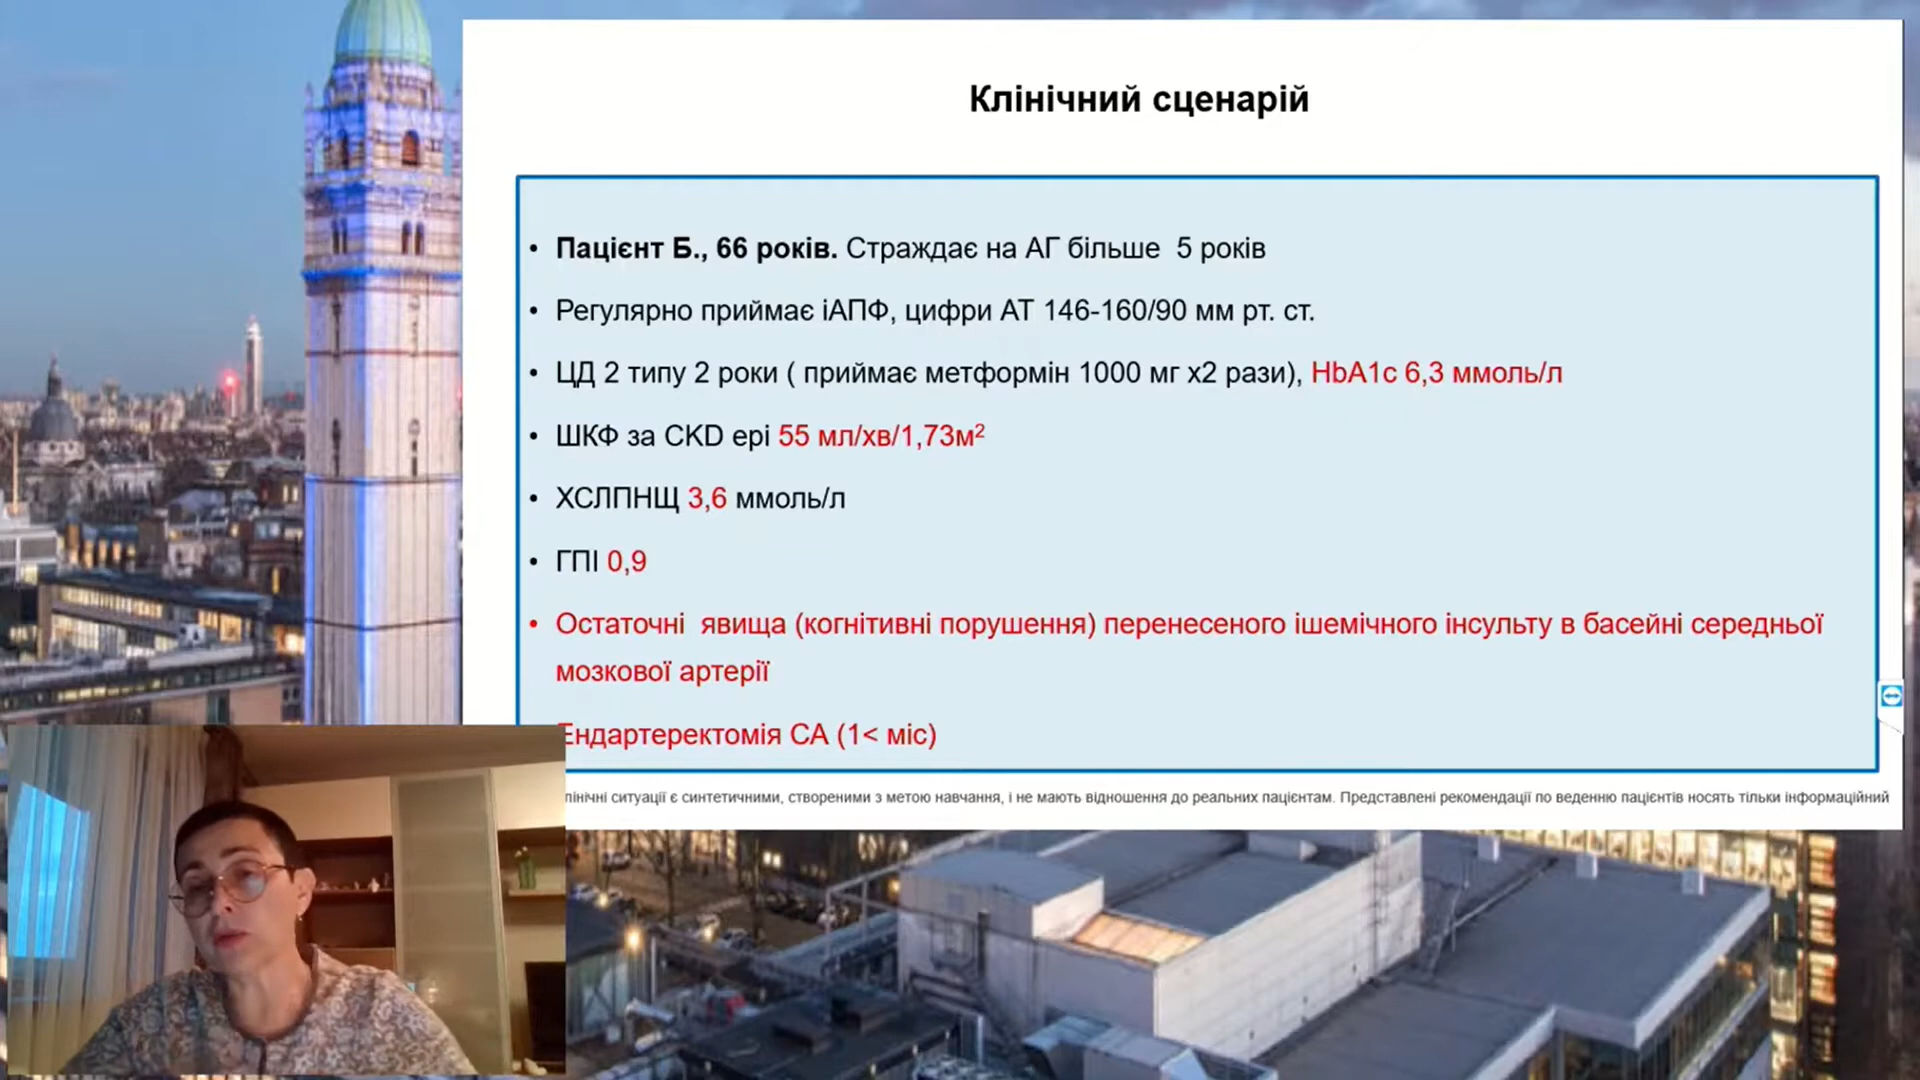 Клінічний сценарій
• Пацієнт Б., 66 років. Страждає на АГ більше 5 років
• Регулярно приймає іАПФ, цифри АТ 146-160/90 мм рт. ст.
• ЦД 2 типу 2 роки ( приймає метформін 1000 мг х2 рази), HbA1c 6,3 ммоль/л
• ШКФ за CKD epi 55 мл/хв/1,73м²
• ХСЛПНЩ 3,6 ммоль/л
• ГПІ 0,9
• Остаточні явища (когнітивні порушення) перенесеного ішемічного інсульту в басейні середньої
мозкової артерії
Ендартеректомія СА (1< міс)
лінічні ситуації є синтетичними, створеними з метою навчання, і не мають відношення до реальних пацієнтам. Представлені рекомендації по веденню пацієнтів носять тільки інформаційний